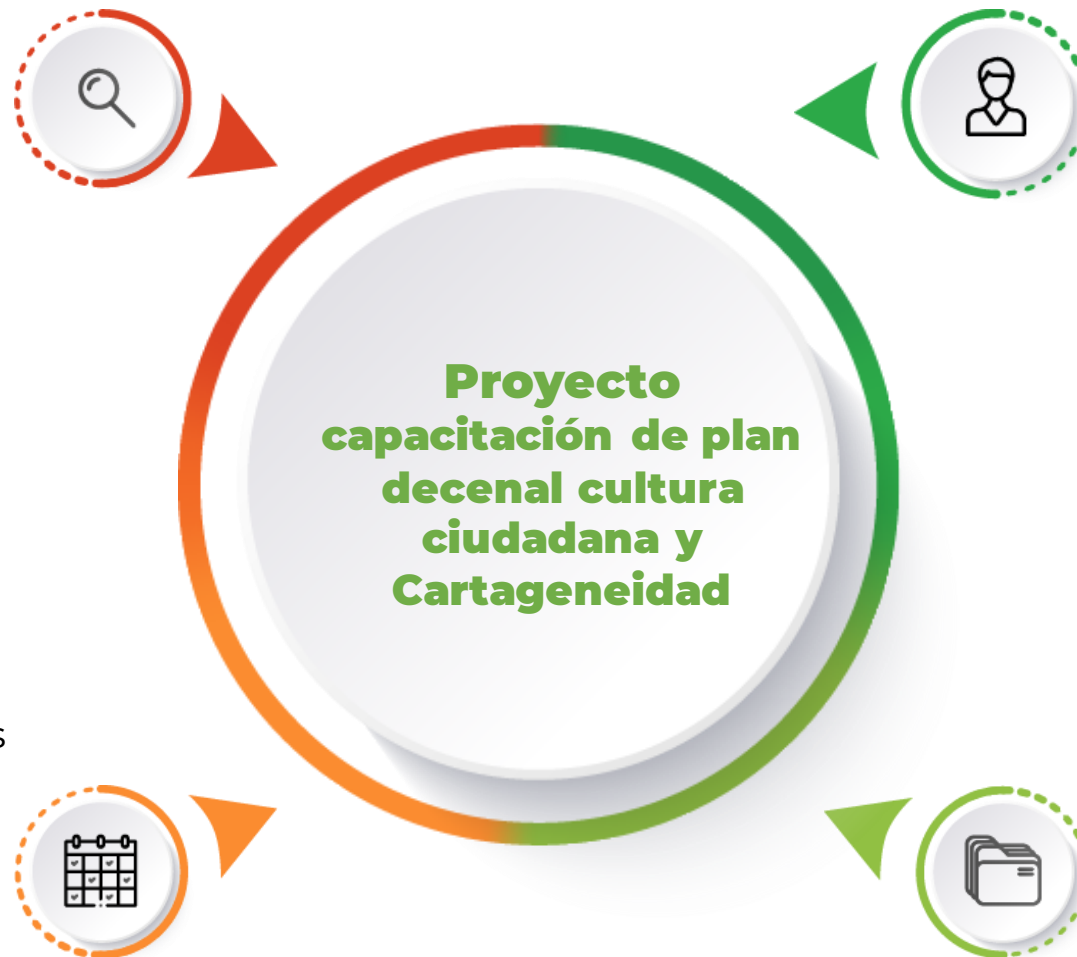 Proyecto
capacitación de plan
decenal cultura
ciudadana y
Cartageneidad
s